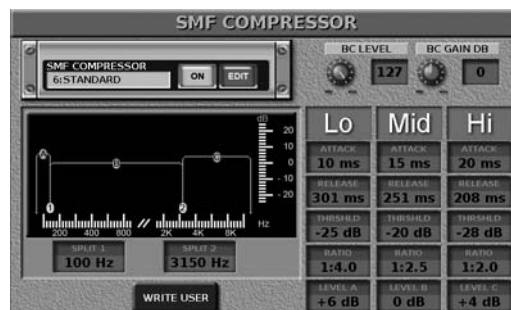 SMF COMPRESSOR
BC LEVEL BC GAIN DB
SMF COMPRESSOR
6:STANDARD ON EDIT 127 0
dB
20
10
0
- 10
- 20
A B C
1 2
200 400 600 // 2K 4K 8K Hz
SPLIT 1 SPLIT 2
100 Hz 3150 Hz
WRITE USER
Lo Mid Hi
ATTACK ATTACK ATTACK
10 ms 15 ms 20 ms
RELEASE RELEASE RELEASE
301 ms 251 ms 208 ms
THRSHLD THRSHLD THRSHLD
-25 dB -20 dB -28 dB
RATIO RATIO RATIO
1:4.0 1:2.5 1:2.0
LEVEL A LEVEL B LEVEL C
+6 dB 0 dB +4 dB